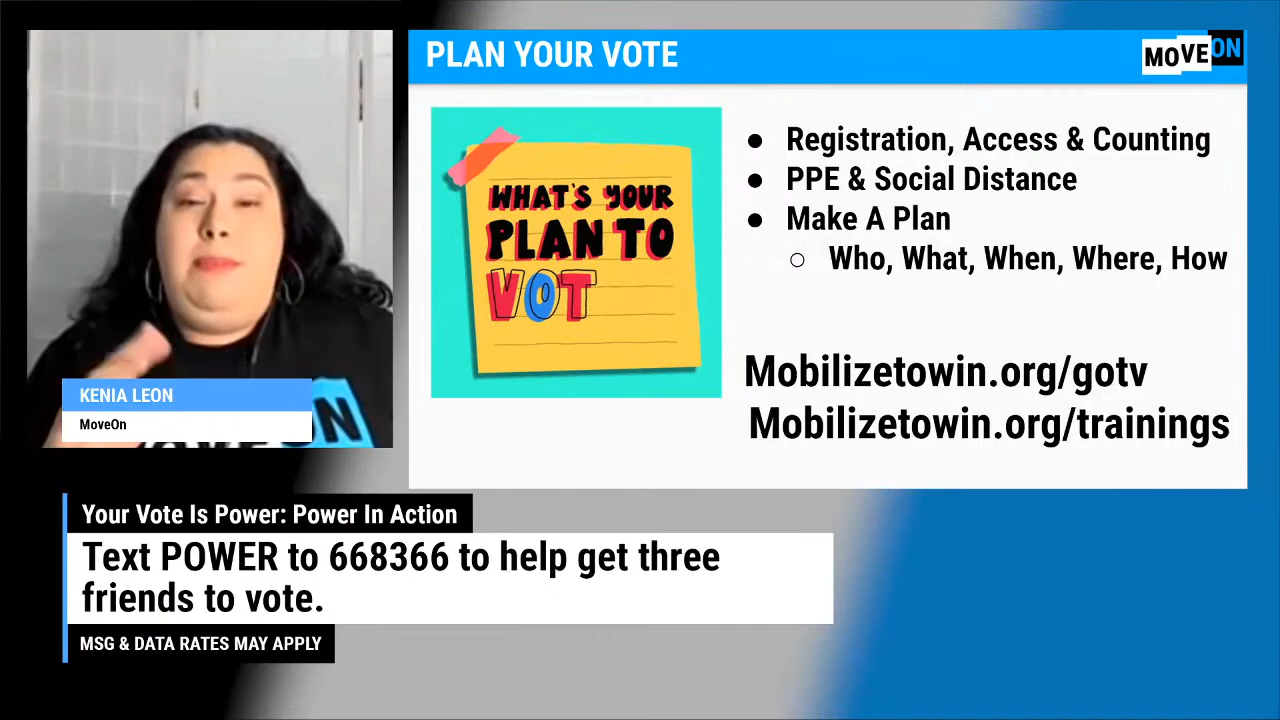 PLAN YOUR VOTE
MOVEON
WHAT'S YOUR
PLAN TO
VOT
● Registration, Access & Counting
● PPE & Social Distance
● Make A Plan
○ Who, What, When, Where, How
Mobilizetowin.org/gotv
Mobilizetowin.org/trainings
KENIA LEON
MoveOn
ON
Your Vote Is Power: Power In Action
Text POWER to 668366 to help get three
friends to vote.
MSG & DATA RATES MAY APPLY